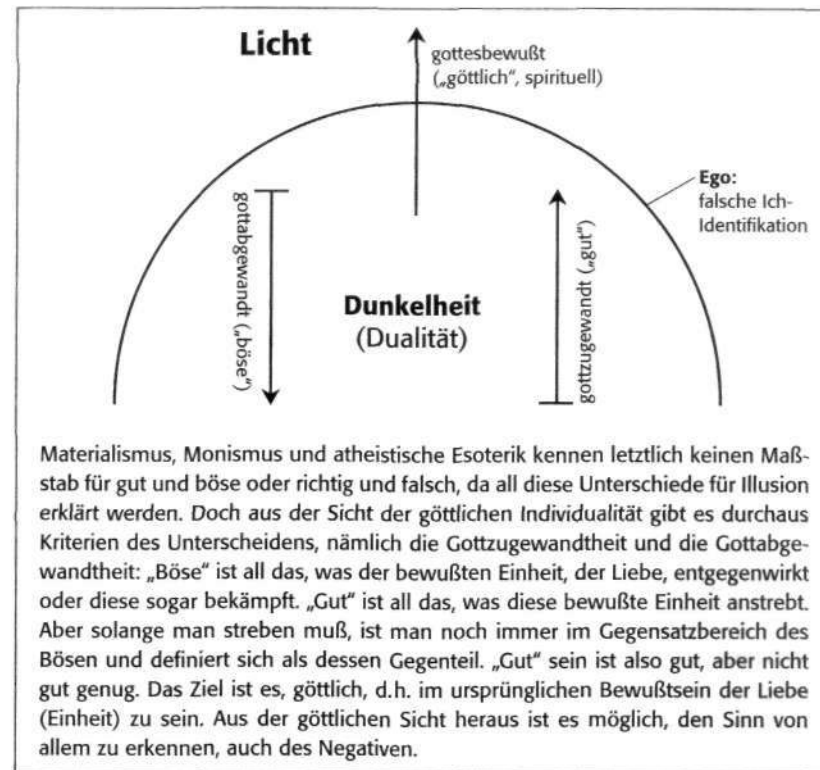 Licht
gottesbewußt
(„göttlich“, spirituell)
Ego:
falsche Ich-
Identifikation
gottabgewandt („böse“)
Dunkelheit
(Dualität)
gottzugewandt („gut“)
Materialismus, Monismus und atheistische Esoterik kennen letztlich keinen Maß-
stab für gut und böse oder richtig und falsch, da all diese Unterschiede für Illusion
erklärt werden. Doch aus der Sicht der göttlichen Individualität gibt es durchaus
Kriterien des Unterscheidens, nämlich die Gottzugewandtheit und die Gottabge-
wandtheit: „Böse“ ist all das, was der bewußten Einheit, der Liebe, entgegenwirkt
oder diese sogar bekämpft. „Gut“ ist all das, was diese bewußte Einheit anstrebt.
Aber solange man streben muß, ist man noch immer im Gegensatzbereich des
Bösen und definiert sich als dessen Gegenteil. „Gut“ sein ist also gut, aber nicht
gut genug. Das Ziel ist es, göttlich, d.h. im ursprünglichen Bewußtsein der Liebe
(Einheit) zu sein. Aus der göttlichen Sicht heraus ist es möglich, den Sinn von
allem zu erkennen, auch des Negativen.